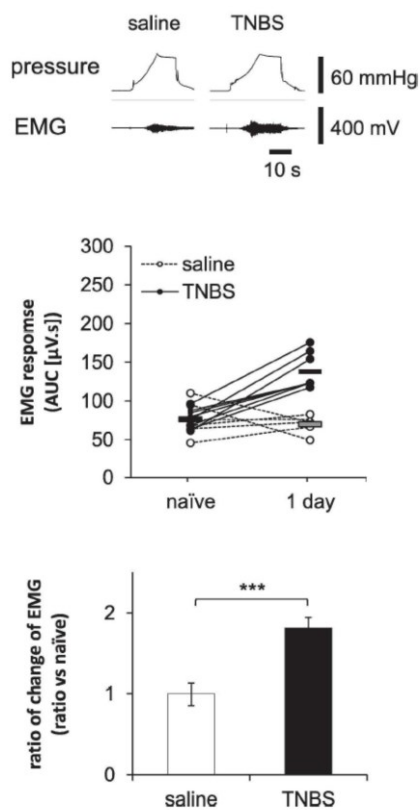 saline TNBS
pressure
60 mmHg
EMG
400 mV
10 s
300
250
200
150
100
50
0
EMG respomse
(AUC [µV.s])
saline
TNBS
naïve 1 day
2
1
0
ratio of change of EMG
(ratio vs naïve)
***
saline TNBS